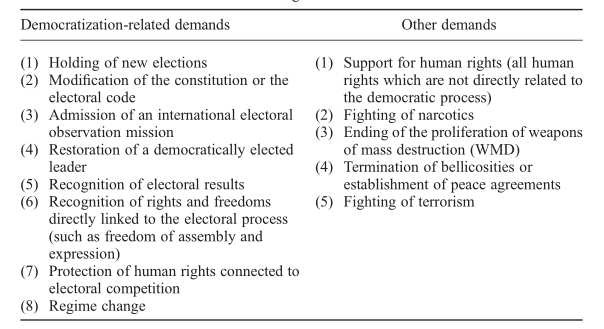 Democratization-related demands
Other demands
(1) Holding of new elections
(2) Modification of the constitution or the
electoral code
(3) Admission of an international electoral
observation mission
(4) Restoration of a democratically elected
leader
(5) Recognition of electoral results
(6) Recognition of rights and freedoms
directly linked to the electoral process
(such as freedom of assembly and
expression)
(7) Protection of human rights connected to
electoral competition
(8) Regime change
(1) Support for human rights (all human
rights which are not directly related to
the democratic process)
(2) Fighting of narcotics
(3) Ending of the proliferation of weapons
of mass destruction (WMD)
(4) Termination of bellicosities or
establishment of peace agreements
(5) Fighting of terrorism